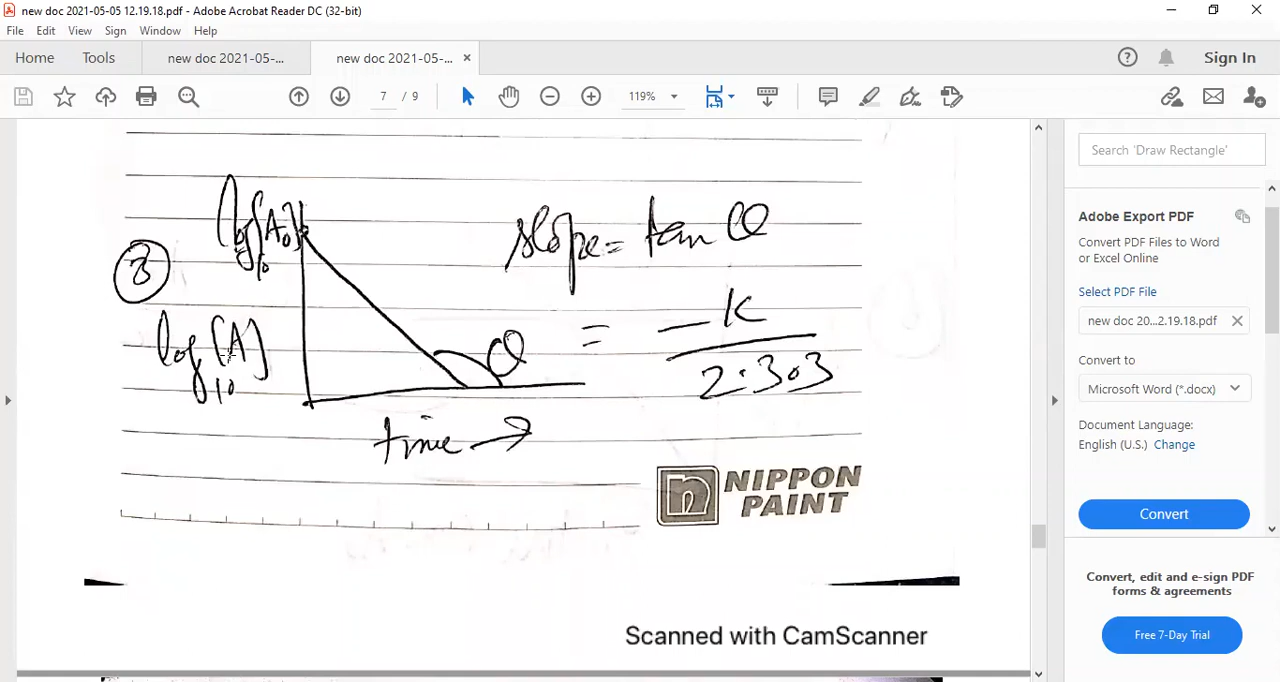 new doc 2021-05-05 12.19.18.pdf - Adobe Acrobat Reader DC (32-bit)
File Edit View Sign Window Help
Home Tools new doc 2021-05-... new doc 2021-05-... × Sign In
7 / 9 119%
log₁₀[A₀]
slope = tan θ
3
log₁₀[A]
θ
= -K / 2.303
time →
n NIPPON PAINT
Scanned with CamScanner
Search 'Draw Rectangle'
Adobe Export PDF
Convert PDF Files to Word
or Excel Online
Select PDF File
new doc 20...2.19.18.pdf ×
Convert to
Microsoft Word (*.docx)
Document Language:
English (U.S.) Change
Convert
Convert, edit and e-sign PDF
forms & agreements
Free 7-Day Trial